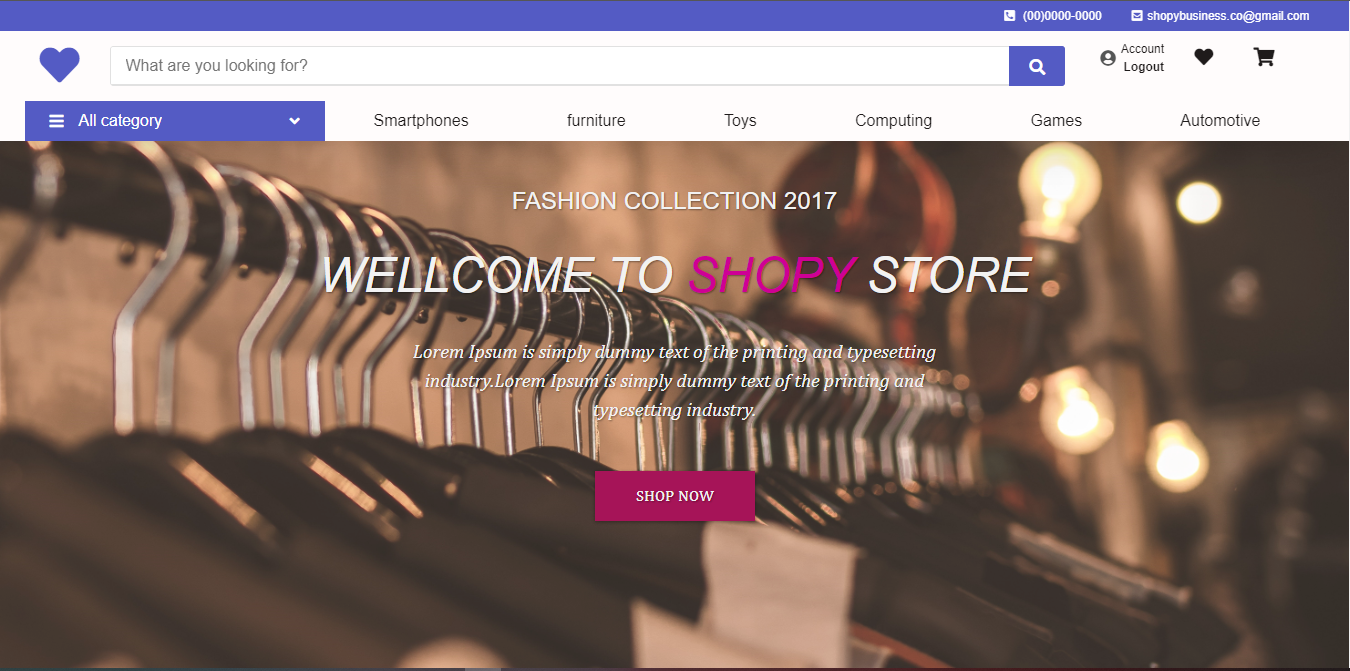 (00)0000-0000 shopybusiness.co@gmail.com
What are you looking for?
Account
Logout
All category Smartphones furniture Toys Computing Games Automotive
FASHION COLLECTION 2017
WELLCOME TO SHOPY STORE
Lorem Ipsum is simply dummy text of the printing and typesetting
industry.Lorem Ipsum is simply dummy text of the printing and
typesetting industry.
SHOP NOW